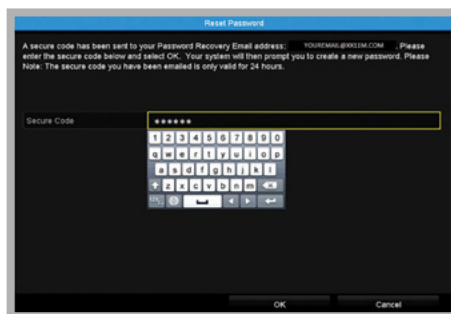 Reset Password
A secure code has been sent to your Password Recovery Email address: YOUREMAIL@XKLEM.COM . Please
enter the secure code below and select OK. Your system will then prompt you to create a new password. Please
Note: The secure code you have been emailed is only valid for 24 hours.
Secure Code ******
1 2 3 4 5 6 7 8 9 0
q w e r t y u i o p
a s d f g h j k l
z x c v b n m
OK Cancel